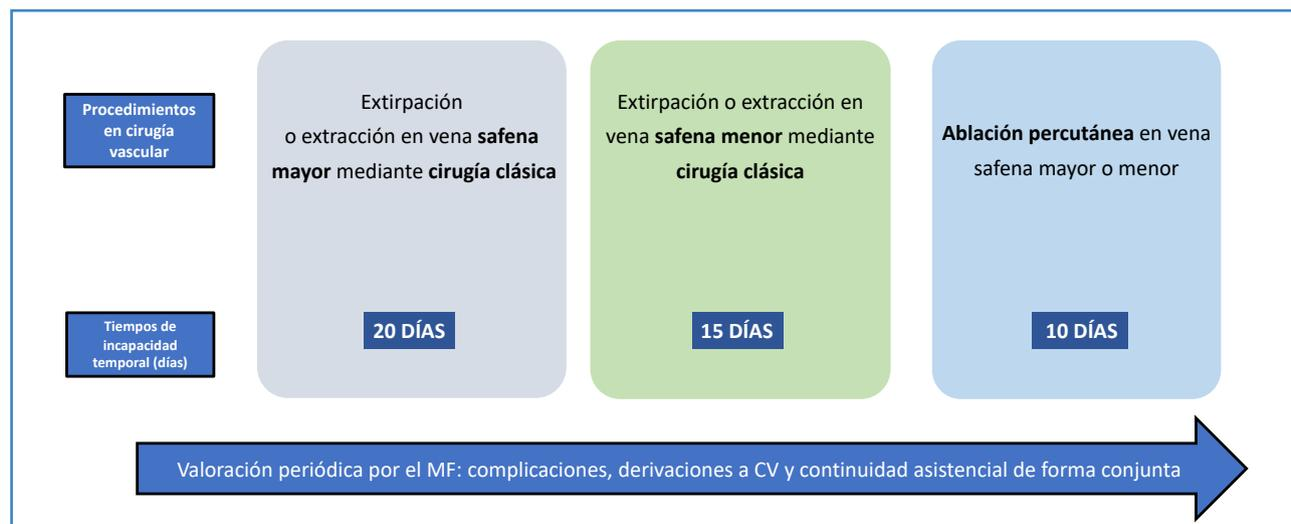 Procedimientos
en cirugía
vascular
Extirpación
o extracción en vena safena
mayor mediante cirugía clásica
Extirpación o extracción en
vena safena menor mediante
cirugía clásica
Ablación percutánea en vena
safena mayor o menor
Tiempos de
incapacidad
temporal (días)
20 DÍAS
15 DÍAS
10 DÍAS
Valoración periódica por el MF: complicaciones, derivaciones a CV y continuidad asistencial de forma conjunta